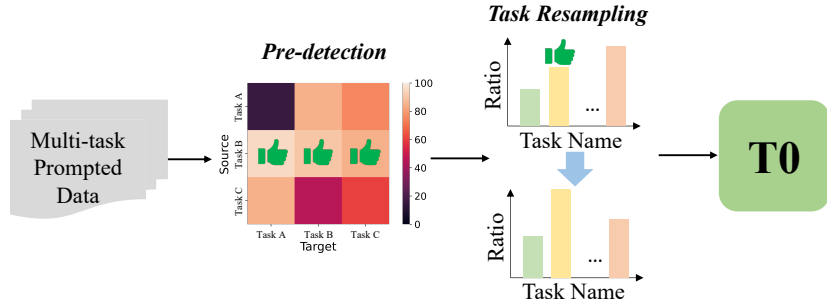 Task Resampling
Pre-detection
Multi-task
Prompted
Data
Source
Task A
Task B
Task C
Task A Task B Task C
Target
100
80
60
40
20
0
Ratio
...
Task Name
Ratio
...
Task Name
T0